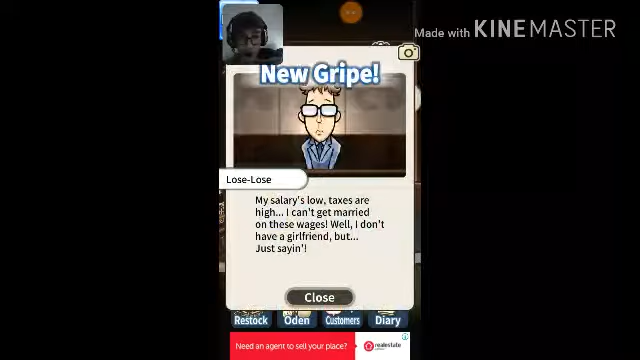 Made with KINEMASTER
New Gripe!
Lose-Lose
My salary's low, taxes are
high... I can't get married
on these wages! Well, I don't
have a girlfriend, but...
Just sayin'!
Close
Restock Oden Customers Diary
Need an agent to sell your place?
realestate